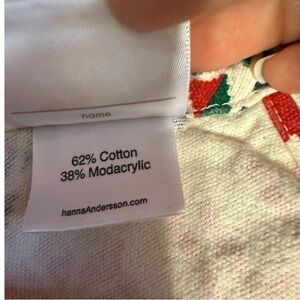 name
62% Cotton
38% Modacrylic
hannaAndersson.com